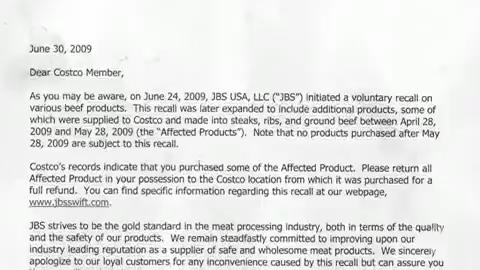 June 30, 2009
Dear Costco Member,
As you may be aware, on June 24, 2009, JBS USA, LLC ("JBS") initiated a voluntary recall on
various beef products. This recall was later expanded to include additional products, some of
which were supplied to Costco and made into steaks, ribs, and ground beef between April 28,
2009 and May 28, 2009 (the "Affected Products"). Note that no products purchased after May
28, 2009 are subject to this recall.
Costco's records indicate that you purchased some of the Affected Product. Please return all
Affected Product in your possession to the Costco location from which it was purchased for a
full refund. You can find specific information regarding this recall at our webpage,
www.jbsswift.com.
JBS strives to be the gold standard in the meat processing industry, both in terms of the quality
and the safety of our products. We remain steadfastly committed to improving upon our
industry leading reputation as a supplier of safe and wholesome meat products. We sincerely
apologize to our loyal customers for any inconvenience caused by this recall but can assure you